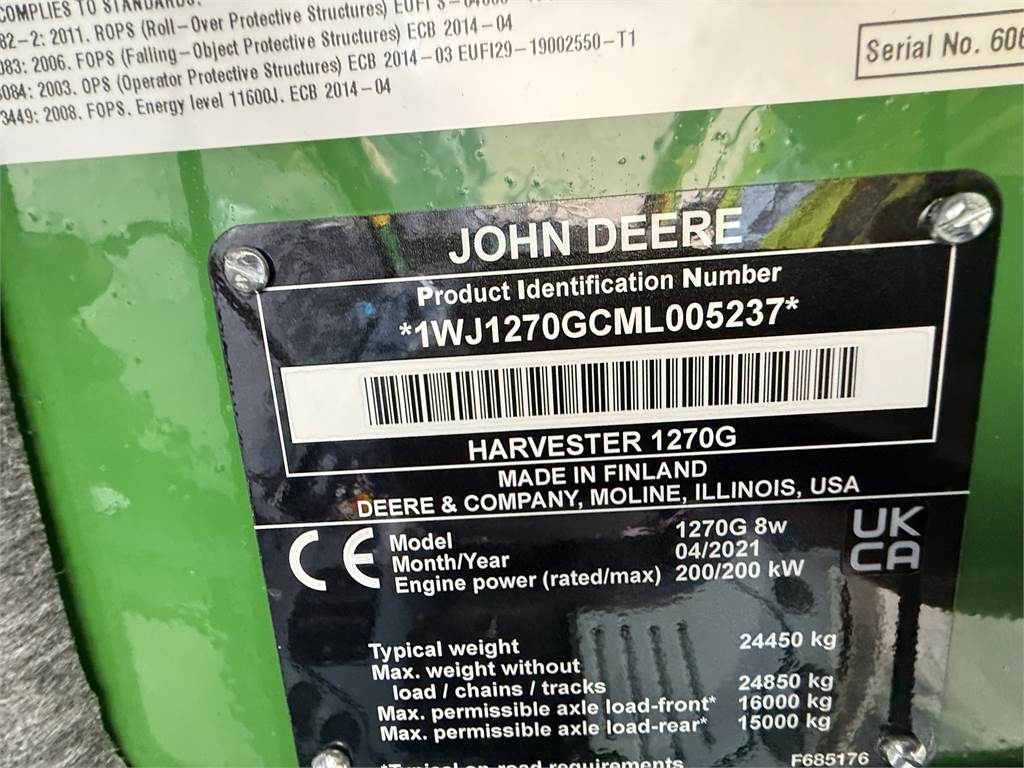 COMPLIES TO STANDARDS:
82-2: 2011. ROPS (Roll-Over Protective Structures) EUFI
083: 2006. FOPS (Falling-Object Protective Structures) ECB 2014-04
084: 2003. OPS (Operator Protective Structures) ECB 2014-03 EUFI29-19002550-T1
3449: 2008. FOPS. Energy level 11600J. ECB 2014-04
Serial No. 606
JOHN DEERE
Product Identification Number
*1WJ1270GCML005237*
HARVESTER 1270G
MADE IN FINLAND
DEERE & COMPANY, MOLINE, ILLINOIS, USA
CE
Model 1270G 8w
Month/Year 04/2021
Engine power (rated/max) 200/200 kW
UK
CA
Typical weight 24450 kg
Max. weight without
load / chains / tracks 24850 kg
Max. permissible axle load-front* 16000 kg
Max. permissible axle load-rear* 15000 kg
*Typical on road requirements
F685176